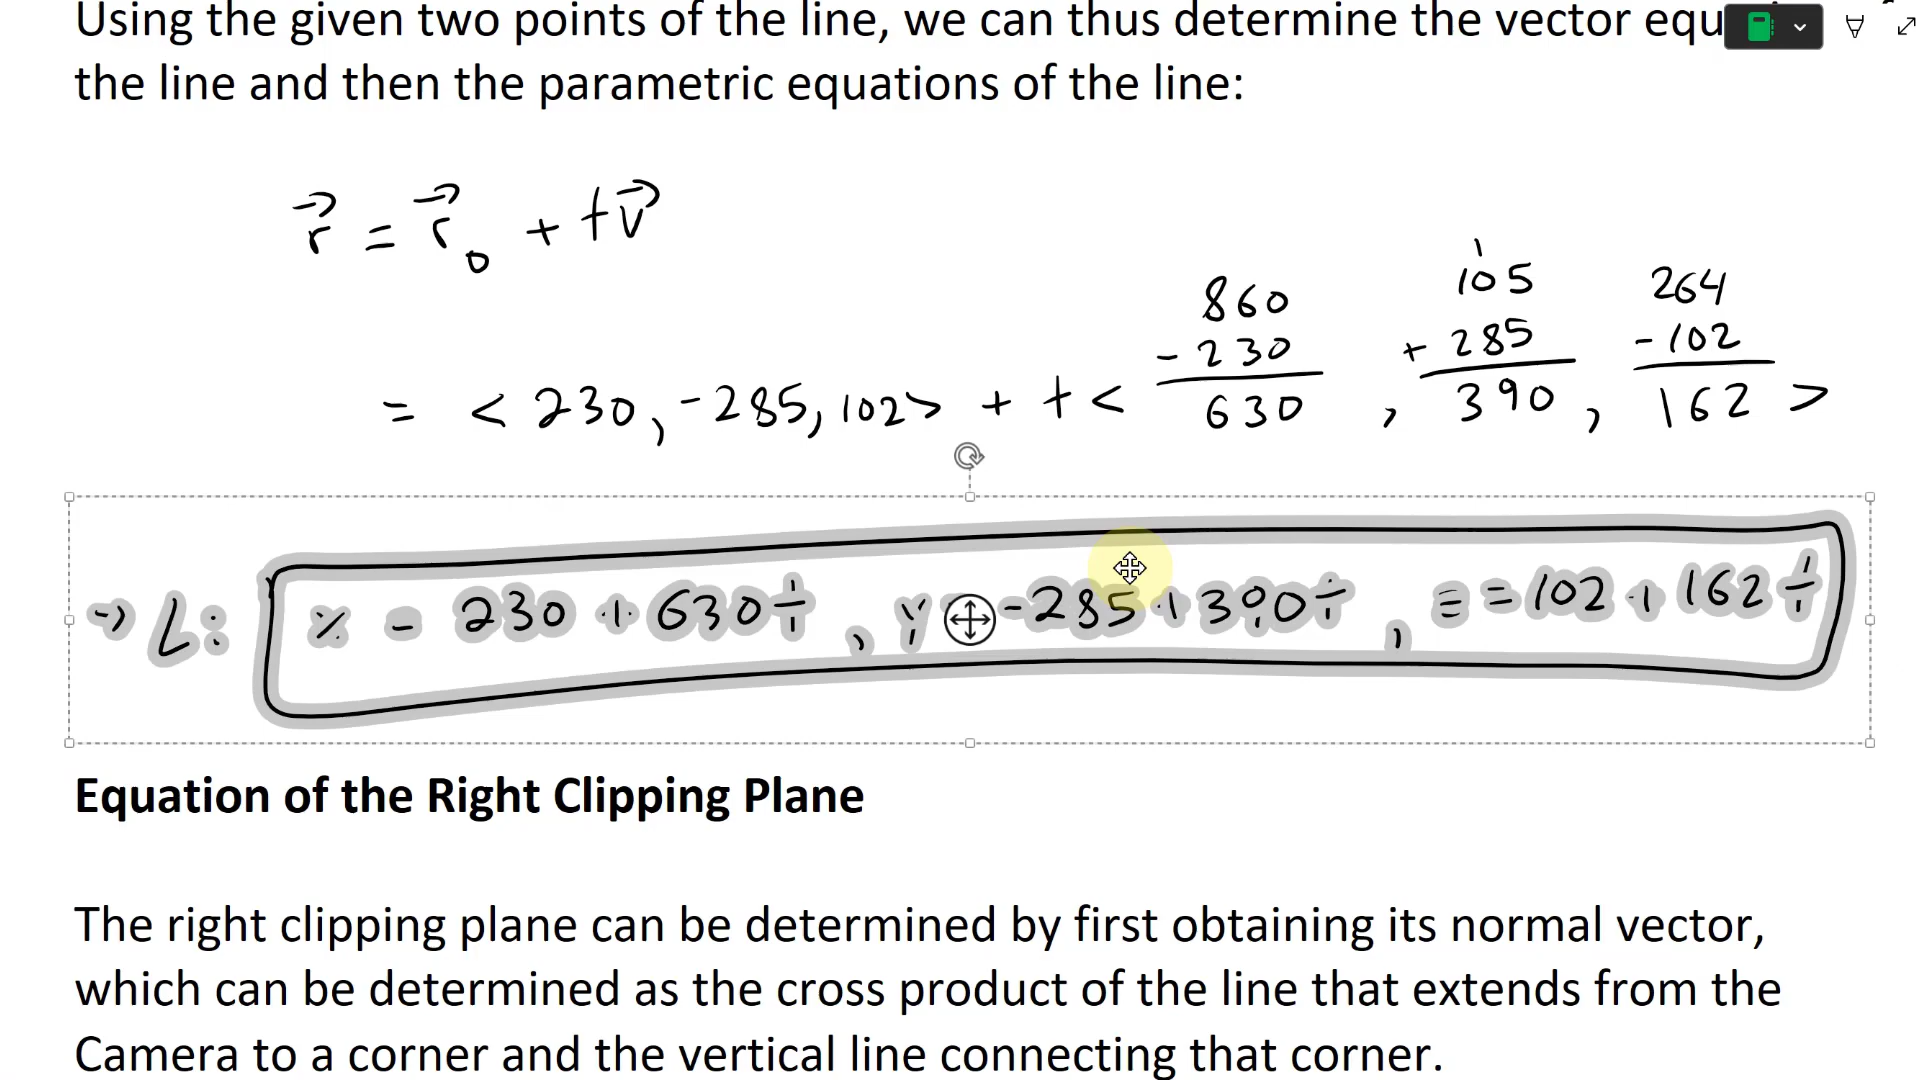 Using the given two points of the line, we can thus determine the vector equ
the line and then the parametric equations of the line:
r⃗ = r⃗₀ + tv⃗
860 105 264
- 230 + 285 - 102
= < 230, -285, 102> + t < 630, 390, 162 >
→ L: x = 230 + 630t, y = -285 + 390t, z = 102 + 162t
Equation of the Right Clipping Plane
The right clipping plane can be determined by first obtaining its normal vector,
which can be determined as the cross product of the line that extends from the
Camera to a corner and the vertical line connecting that corner.